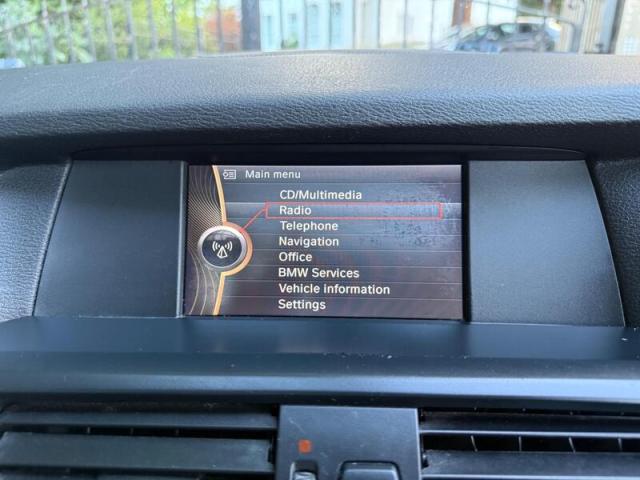 Main menu
CD/Multimedia
Radio
Telephone
Navigation
Office
BMW Services
Vehicle information
Settings